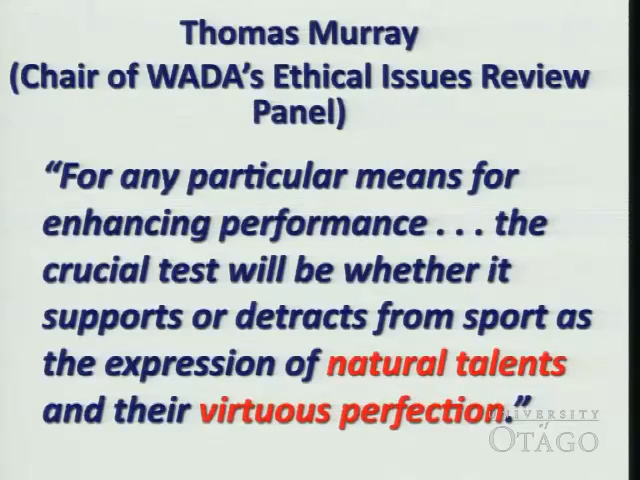 Thomas Murray
(Chair of WADA's Ethical Issues Review
Panel)
“For any particular means for
enhancing performance . . . the
crucial test will be whether it
supports or detracts from sport as
the expression of natural talents
and their virtuous perfection.”
UNIVERSITY
of
OTAGO